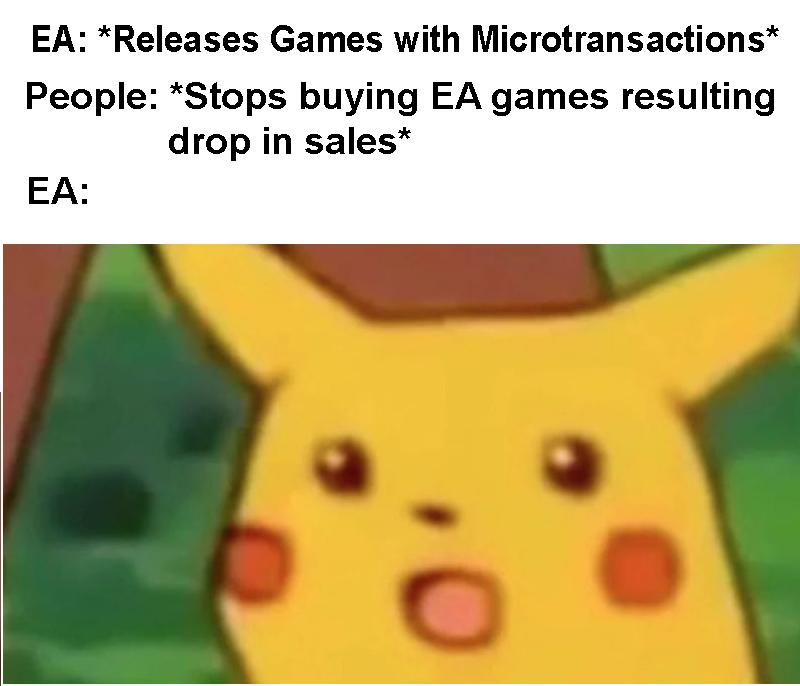 EA: *Releases Games with Microtransactions*
People: *Stops buying EA games resulting
drop in sales*
EA: